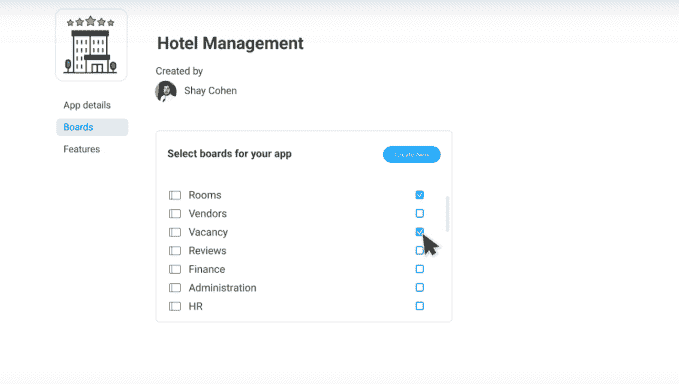 Hotel Management
Created by
Shay Cohen
App details
Boards
Features
Select boards for your app
Rooms
Vendors
Vacancy
Reviews
Finance
Administration
HR